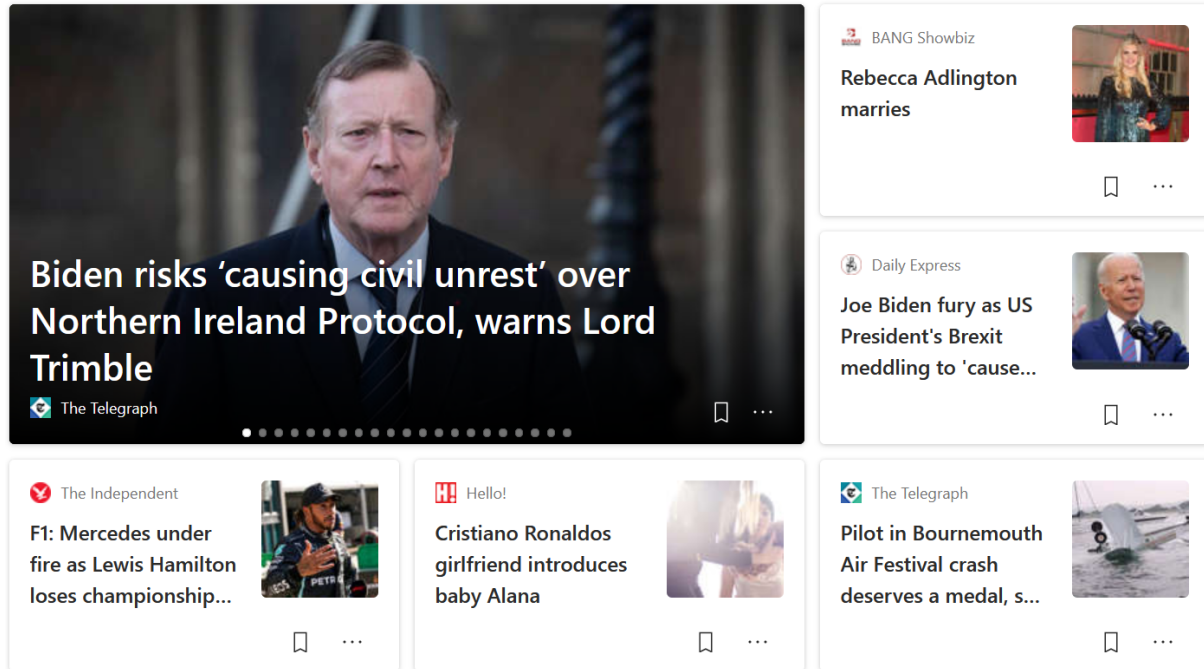 Biden risks ‘causing civil unrest’ over
Northern Ireland Protocol, warns Lord
Trimble
The Telegraph
BANG Showbiz
Rebecca Adlington
marries
Daily Express
Joe Biden fury as US
President's Brexit
meddling to 'cause...
The Independent
F1: Mercedes under
fire as Lewis Hamilton
loses championship...
PETR
Hello!
H!
Cristiano Ronaldos
girlfriend introduces
baby Alana
The Telegraph
Pilot in Bournemouth
Air Festival crash
deserves a medal, s...